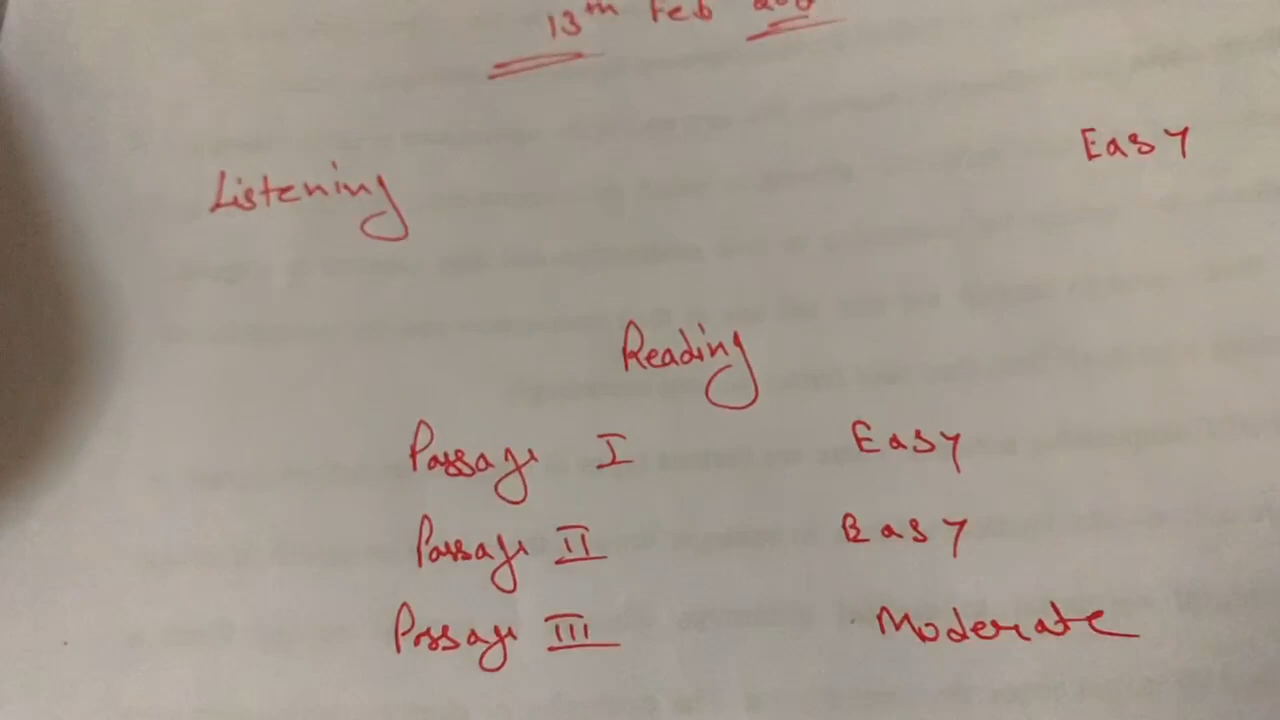 13th Feb
Easy
Listening
Reading
Passage I Easy
Passage II Easy
Passage III Moderate